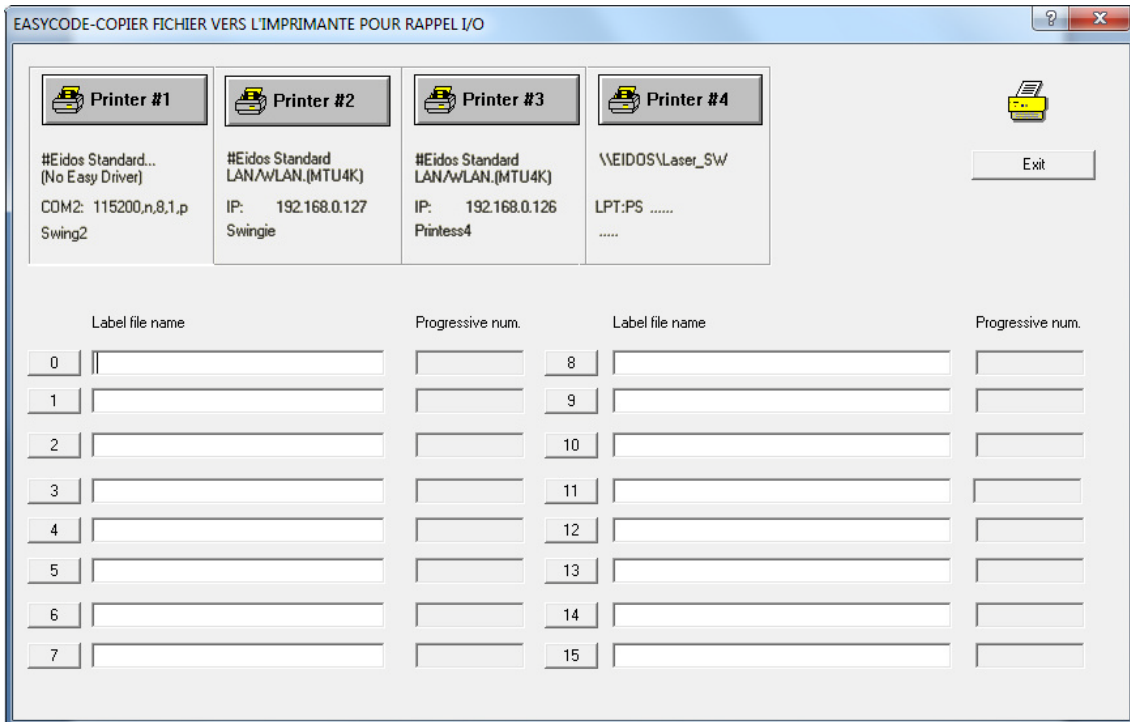 EASYCODE-COPIER FICHIER VERS L'IMPRIMANTE POUR RAPPEL I/O
Printer #1
#Eidos Standard...
(No Easy Driver)
COM2: 115200,n,8,1,p
Swing2
Printer #2
#Eidos Standard
LAN/WLAN.(MTU4K)
IP: 192.168.0.127
Swingie
Printer #3
#Eidos Standard
LAN/WLAN.(MTU4K)
IP: 192.168.0.126
Printess4
Printer #4
\\EIDOS\Laser_SW
LPT:PS ......
.....
Exit
Label file name Progressive num. Label file name Progressive num.
0 8
1 9
2 10
3 11
4 12
5 13
6 14
7 15